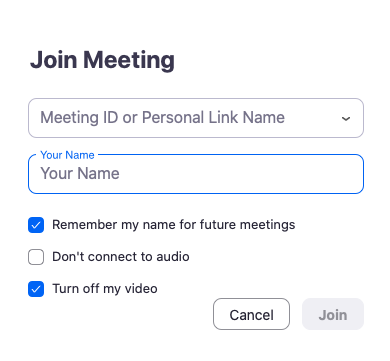 Join Meeting
Meeting ID or Personal Link Name
Your Name
Your Name
Remember my name for future meetings
Don't connect to audio
Turn off my video
Cancel Join